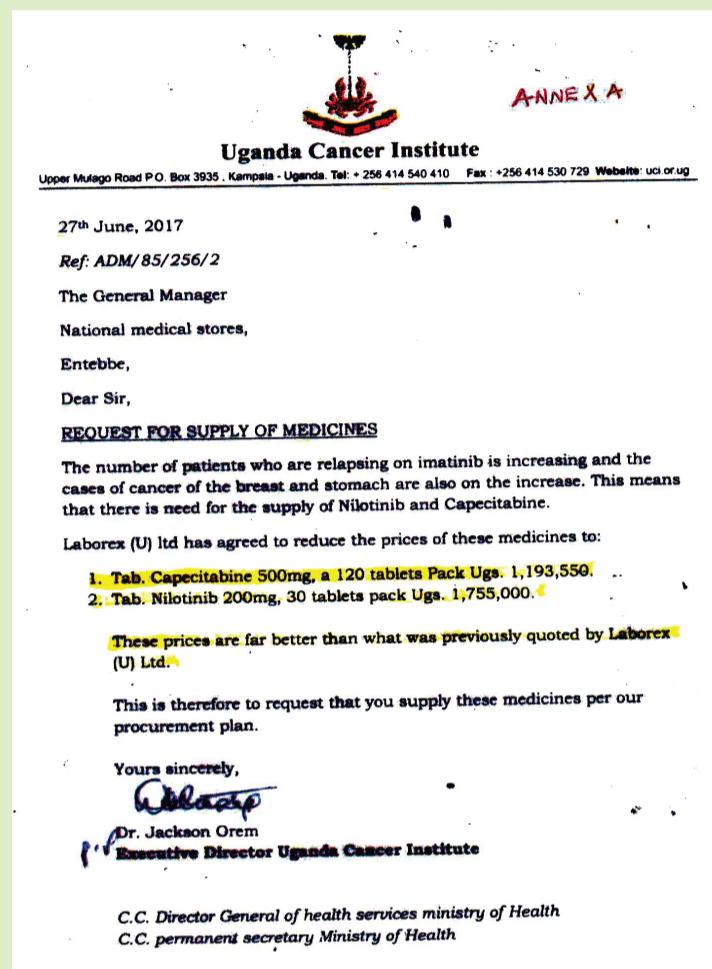 ANNEX A
Uganda Cancer Institute
Upper Mulago Road P O. Box 3935 . Kampala - Uganda. Tel: + 256 414 540 410 Fax : +256 414 530 729 Website: uci.or.ug
27th June, 2017
Ref: ADM/85/256/2
The General Manager
National medical stores,
Entebbe,
Dear Sir,
REQUEST FOR SUPPLY OF MEDICINES
The number of patients who are relapsing on imatinib is increasing and the
cases of cancer of the breast and stomach are also on the increase. This means
that there is need for the supply of Nilotinib and Capecitabine.
Laborex (U) ltd has agreed to reduce the prices of these medicines to:
1. Tab. Capecitabine 500mg, a 120 tablets Pack Ugs. 1,193,550.
2. Tab. Nilotinib 200mg, 30 tablets pack Ugs. 1,755,000.
These prices are far better than what was previously quoted by Laborex
(U) Ltd.
This is therefore to request that you supply these medicines per our
procurement plan.
Yours sincerely,
Dr. Jackson Orem
Executive Director Uganda Cancer Institute
C.C. Director General of health services ministry of Health
C.C. permanent secretary Ministry of Health